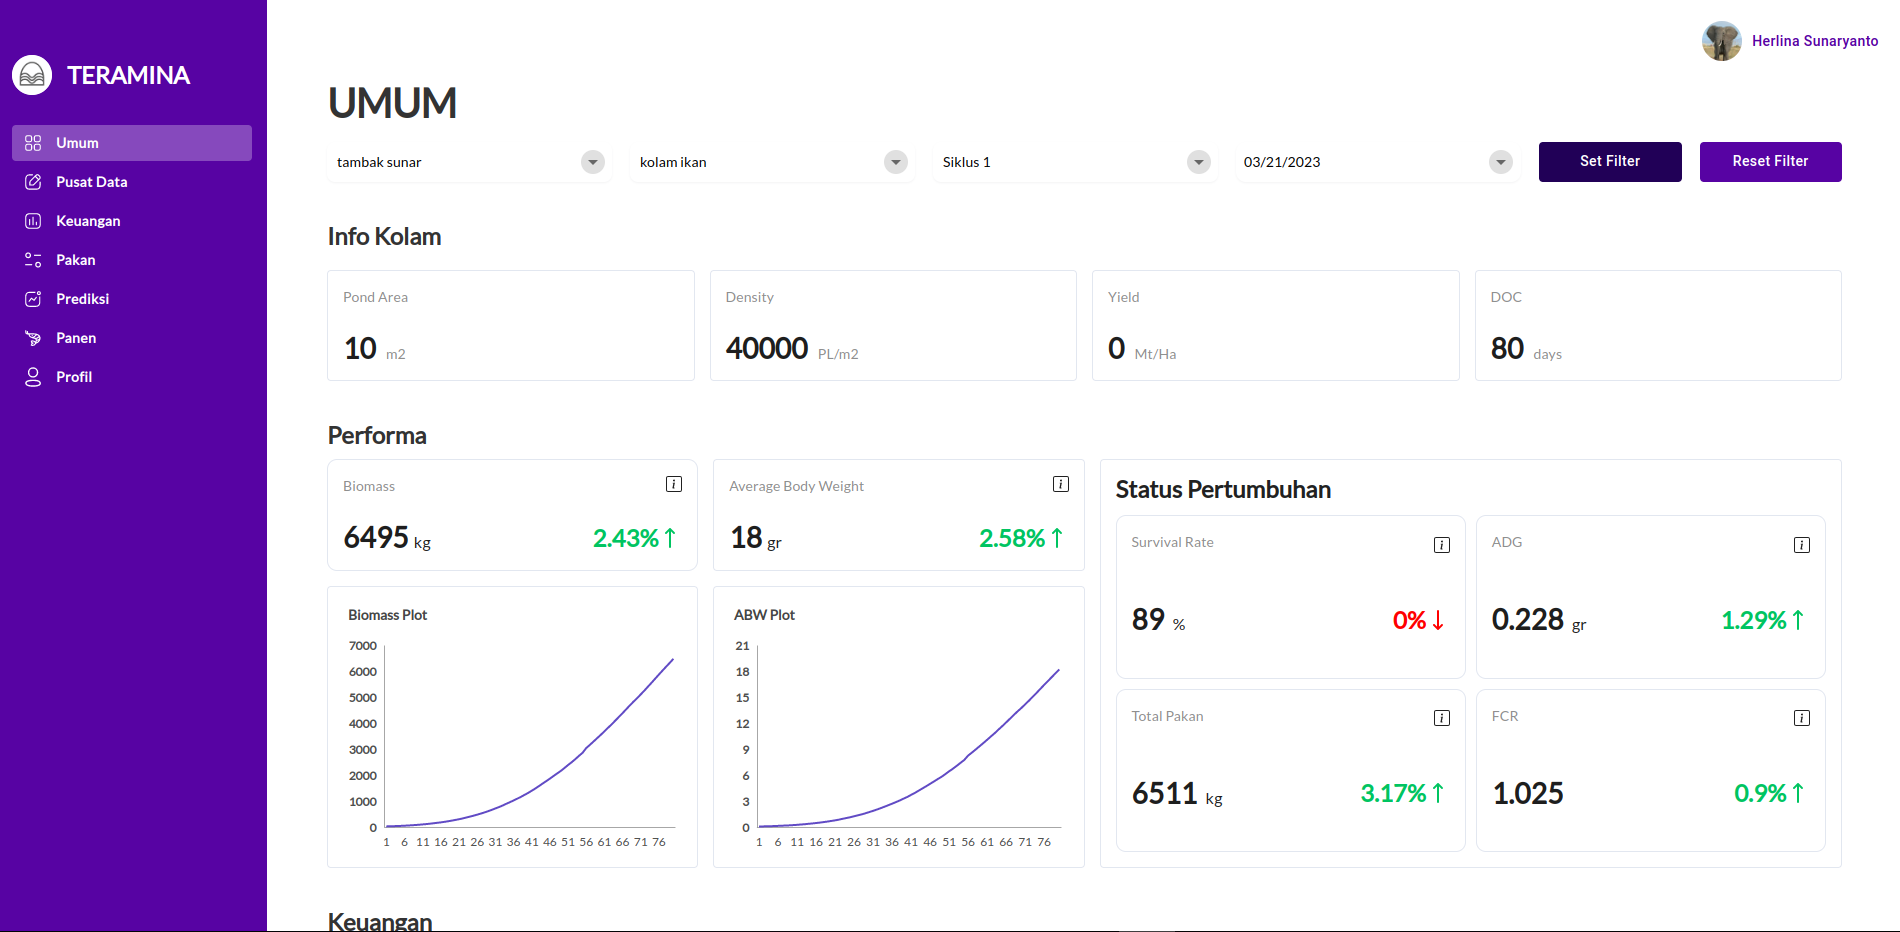 TERAMINA
Umum
Pusat Data
Keuangan
Pakan
Prediksi
Panen
Profil
Herlina Sunaryanto
UMUM
tambak sunar
kolam ikan
Siklus 1
03/21/2023
Set Filter
Reset Filter
Info Kolam
Pond Area
10 m2
Density
40000 PL/m2
Yield
0 Mt/Ha
DOC
80 days
Performa
Biomass
i
6495 kg
2.43% ↑
Average Body Weight
i
18 gr
2.58% ↑
Biomass Plot
7000
6000
5000
4000
3000
2000
1000
0
1 6 11 16 21 26 31 36 41 46 51 56 61 66 71 76
ABW Plot
21
18
15
12
9
6
3
0
1 6 11 16 21 26 31 36 41 46 51 56 61 66 71 76
Status Pertumbuhan
Survival Rate
i
89 %
0% ↓
ADG
i
0.228 gr
1.29% ↑
Total Pakan
i
6511 kg
3.17% ↑
FCR
i
1.025
0.9% ↑
Keuangan